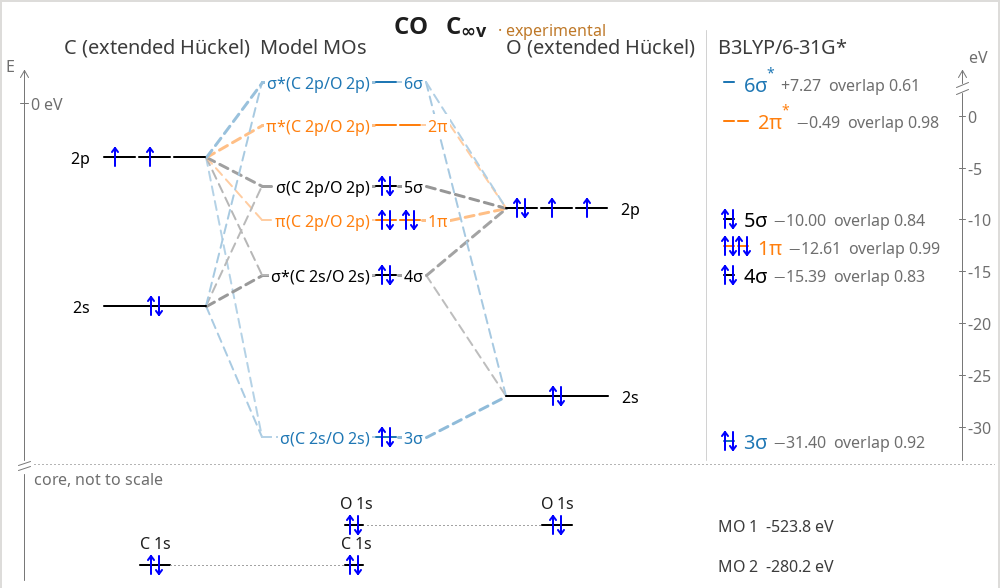 CO C∞v · experimental
C (extended Hückel) Model MOs O (extended Hückel) B3LYP/6-31G*
E eV
0 eV
σ*(C 2p/O 2p) 6σ 6σ* +7.27 overlap 0.61
π*(C 2p/O 2p) 2π 2π* −0.49 overlap 0.98
0
2p
-5
σ(C 2p/O 2p) 5σ
2p
π(C 2p/O 2p) 1π 5σ −10.00 overlap 0.84 -10
1π −12.61 overlap 0.99
σ*(C 2s/O 2s) 4σ 4σ −15.39 overlap 0.83 -15
2s
-20
-25
2s
-30
σ(C 2s/O 2s) 3σ 3σ −31.40 overlap 0.92
core, not to scale
O 1s O 1s
MO 1 -523.8 eV
C 1s C 1s
MO 2 -280.2 eV